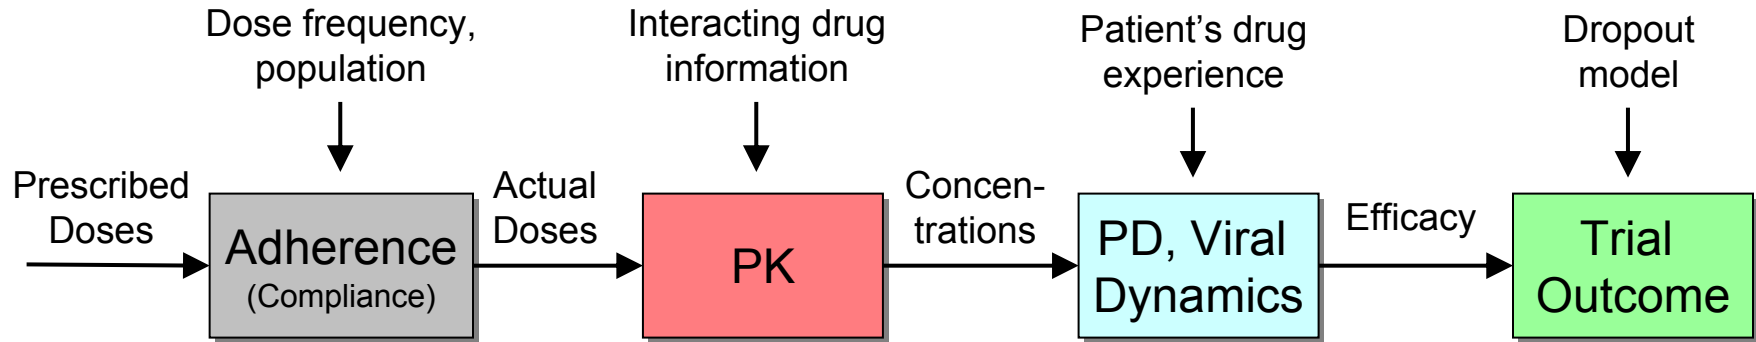 Dose frequency,
population
Interacting drug
information
Patient’s drug
experience
Dropout
model
Prescribed
Doses
Adherence
(Compliance)
Actual
Doses
PK
Concen-
trations
PD, Viral
Dynamics
Efficacy
Trial
Outcome